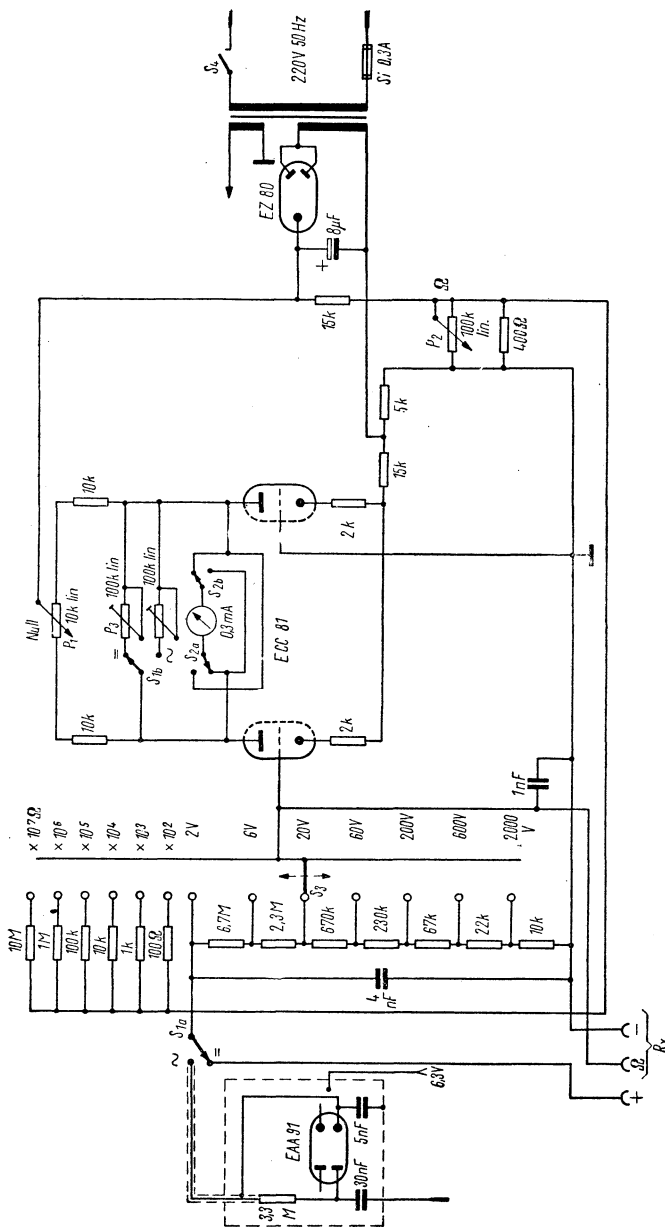 S₄
220V 50Hz
Si 0,3A
EZ 80
+
8µF
15k
Ω
P₂
100k
lin.
400Ω
5k
15k
Null
P₁
10k lin
10k
10k
P₃
100k lin
100k lin
=
~
S₁b
S₂b
S₂a
0.3mA
ECC 81
2k
2k
1nF
× 10⁷Ω
× 10⁶
× 10⁵
× 10⁴
× 10³
× 10²
2V
6V
20V
60V
200V
600V
2000
V
S₃
10M
1M
100k
10k
1k
100Ω
6,7M
2,3M
670k
230k
67k
22k
10k
4
nF
S₁a
~
=
EAA91
6,3V
5nF
30nF
3,3
M
+
Ω
−
Rx